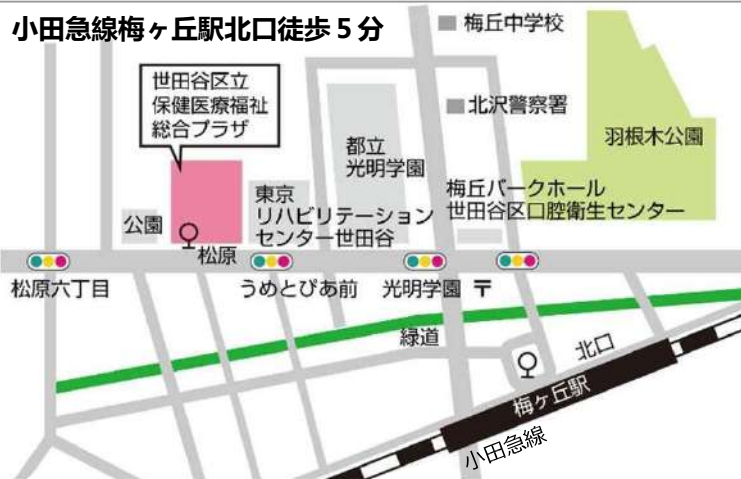 小田急線梅ヶ丘駅北口徒歩5分
梅丘中学校
世田谷区立
保健医療福祉
総合プラザ
北沢警察署
羽根木公園
都立
光明学園
東京
リハビリテーション
センター世田谷
梅丘パークホール
世田谷区口腔衛生センター
公園
松原
松原六丁目
うめとぴあ前
光明学園
〒
緑道
北口
梅ヶ丘駅
小田急線